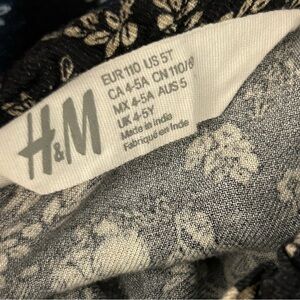 H&M
EUR 110 US 5T
CA 4-5A CN 110/
MX 4-5A AUS 5
UK 4-5Y
Made in India
Fabriqué en Inde